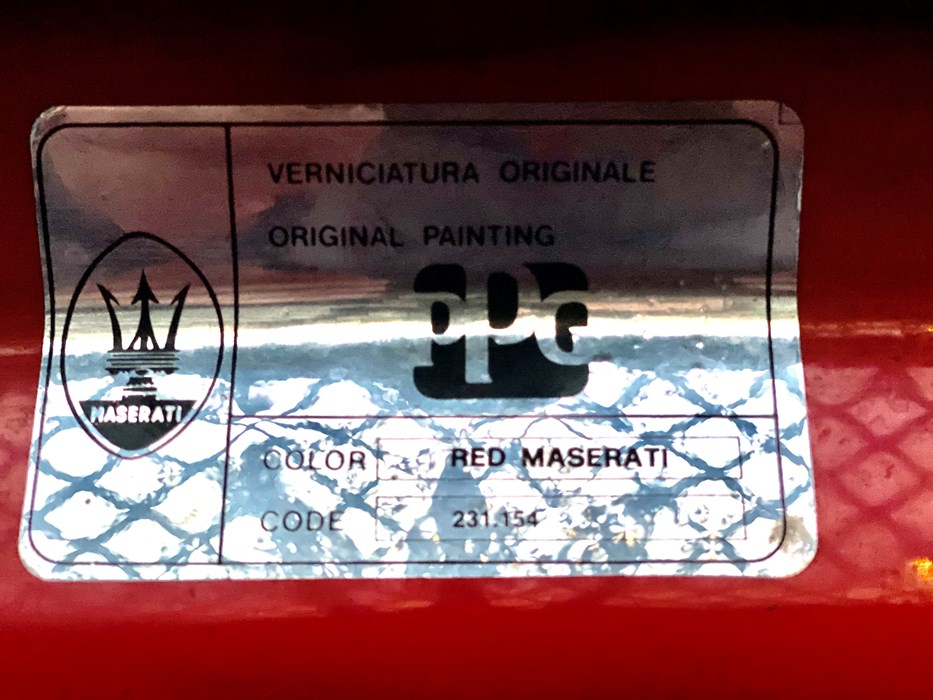 VERNICIATURA ORIGINALE
ORIGINAL PAINTING
ppg
MASERATI
COLOR RED MASERATI
CODE 231.154